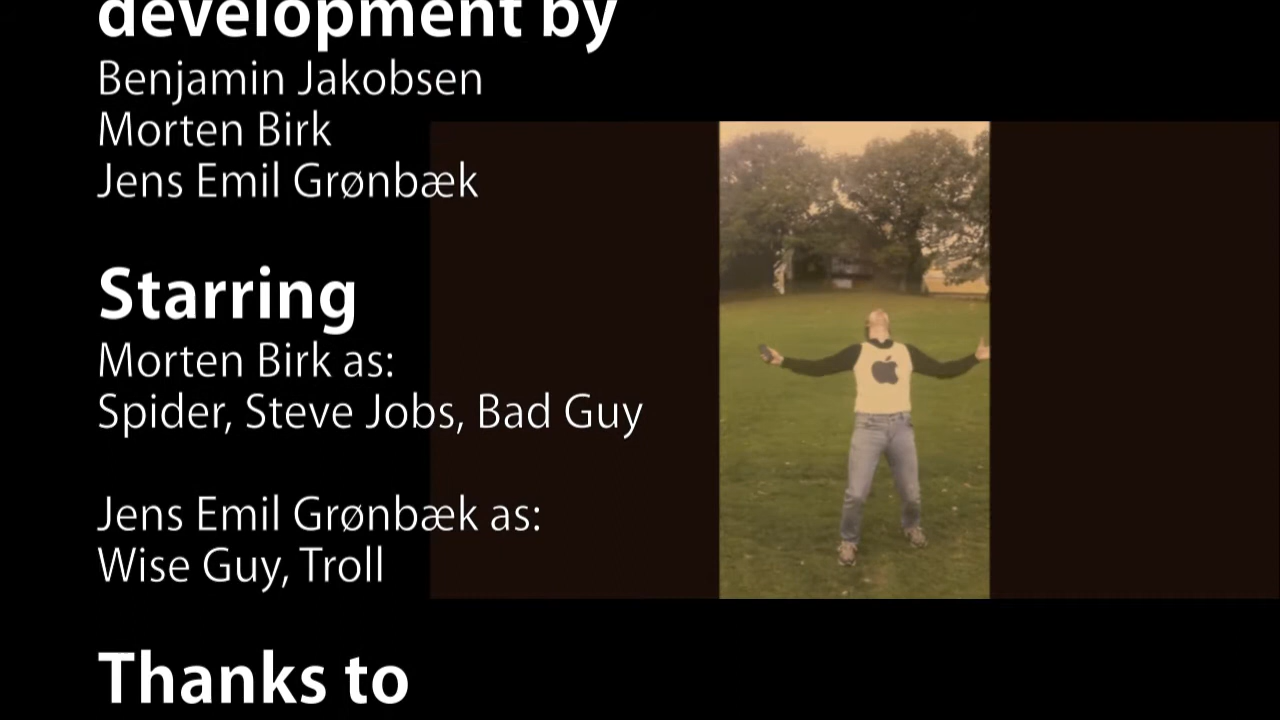 development by
Benjamin Jakobsen
Morten Birk
Jens Emil Grønbæk
Starring
Morten Birk as:
Spider, Steve Jobs, Bad Guy
Jens Emil Grønbæk as:
Wise Guy, Troll
Thanks to